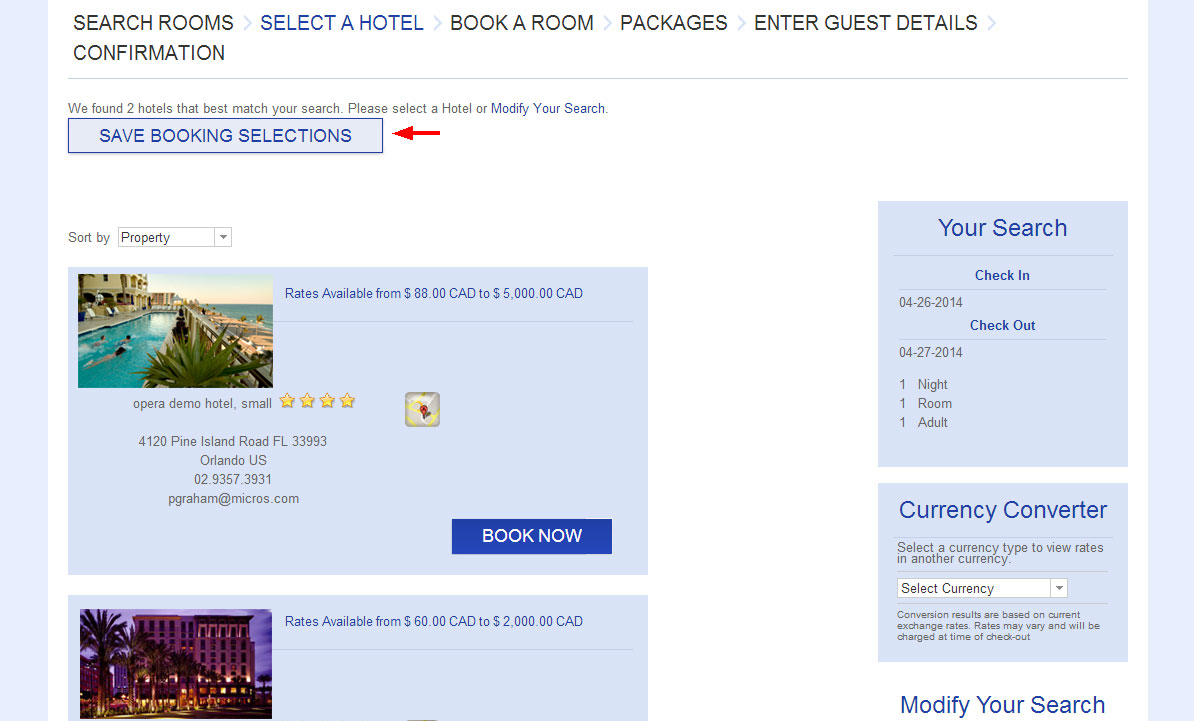 SEARCH ROOMS > SELECT A HOTEL > BOOK A ROOM > PACKAGES > ENTER GUEST DETAILS >
CONFIRMATION
We found 2 hotels that best match your search. Please select a Hotel or Modify Your Search.
SAVE BOOKING SELECTIONS
Sort by Property
Rates Available from $ 88.00 CAD to $ 5,000.00 CAD
opera demo hotel, small
4120 Pine Island Road FL 33993
Orlando US
02.9357.3931
pgraham@micros.com
BOOK NOW
Rates Available from $ 60.00 CAD to $ 2,000.00 CAD
Your Search
Check In
04-26-2014
Check Out
04-27-2014
1 Night
1 Room
1 Adult
Currency Converter
Select a currency type to view rates
in another currency.
Select Currency
Conversion results are based on current
exchange rates. Rates may vary and will be
charged at time of check-out
Modify Your Search